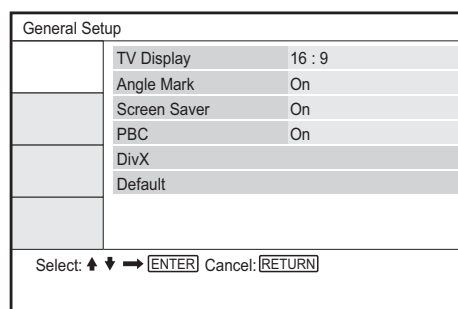 General Setup
TV Display 16 : 9
Angle Mark On
Screen Saver On
PBC On
DivX
Default
Select: ↑ ↓ → ENTER Cancel: RETURN